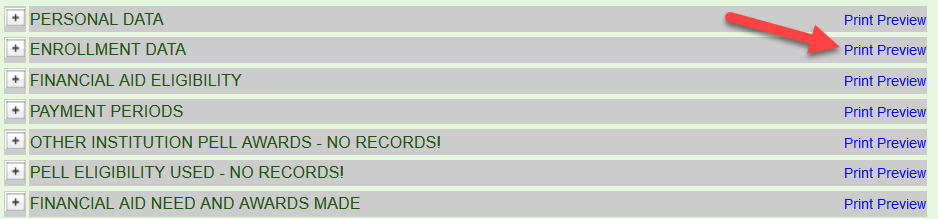 + PERSONAL DATA Print Preview
+ ENROLLMENT DATA Print Preview
+ FINANCIAL AID ELIGIBILITY Print Preview
+ PAYMENT PERIODS Print Preview
+ OTHER INSTITUTION PELL AWARDS - NO RECORDS! Print Preview
+ PELL ELIGIBILITY USED - NO RECORDS! Print Preview
+ FINANCIAL AID NEED AND AWARDS MADE Print Preview